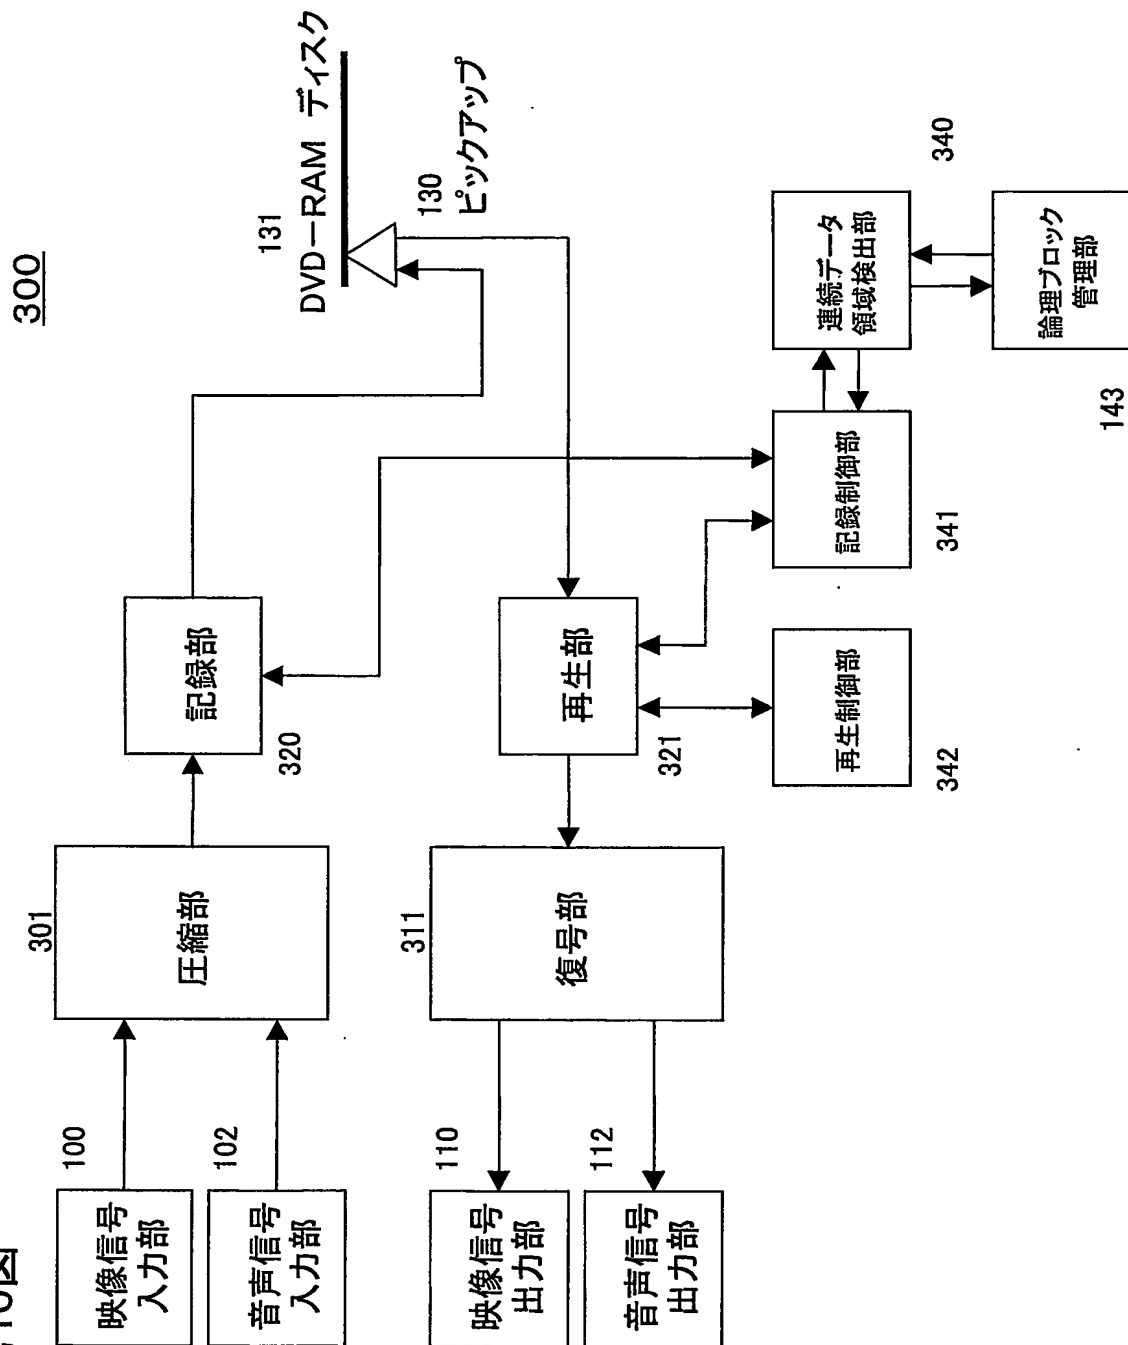 300
131
DVD－RAM ディスク
130
ピックアップ
301
圧縮部
記録部
320
100
映像信号
入力部
102
音声信号
入力部
311
復号部
再生部
321
110
映像信号
出力部
112
音声信号
出力部
再生制御部
342
記録制御部
341
連続データ
領域検出部
340
論理ブロック
管理部
143